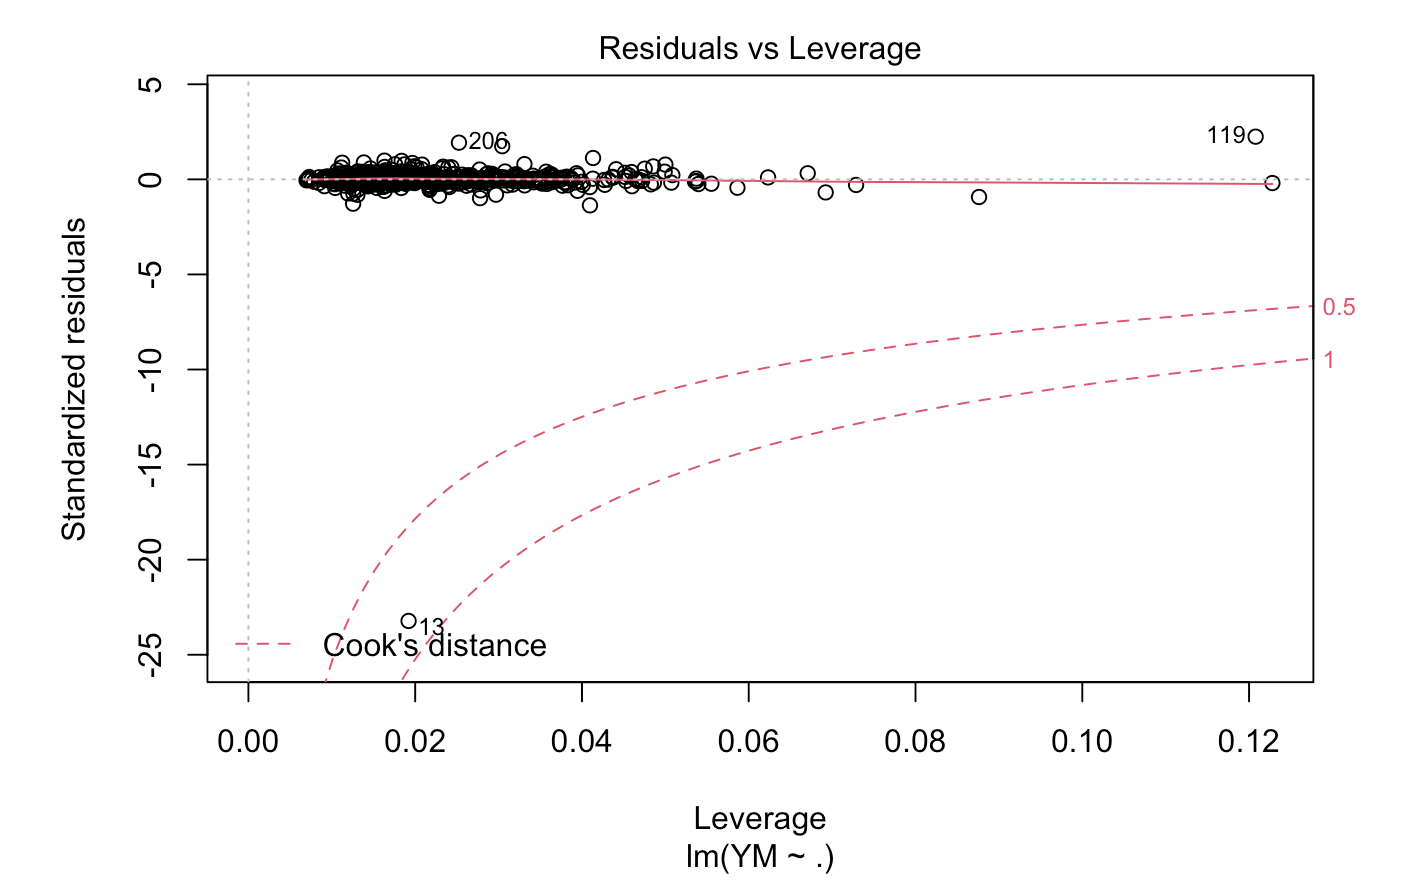 Residuals vs Leverage
5
0
-5
-10
-15
-20
-25
Standardized residuals
206
119
0.5
1
13
Cook's distance
0.00 0.02 0.04 0.06 0.08 0.10 0.12
Leverage
lm(YM ~ .)